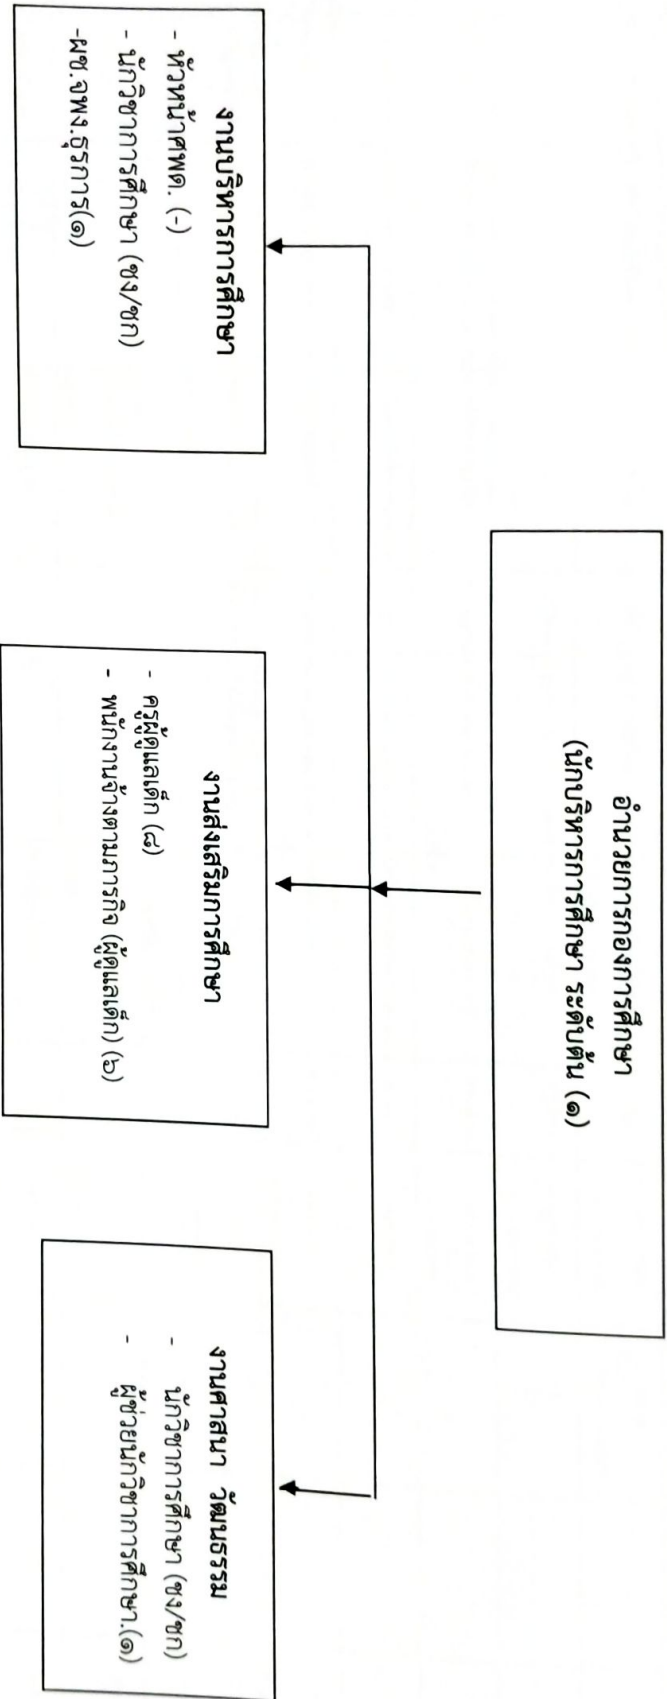 อำนวยการกองการศึกษา
(นักบริหารการศึกษา ระดับต้น (๑)
งานบริหารการศึกษา
- หัวหน้าศพด. (-)
- นักวิชาการศึกษา (ชง/ชก)
-ผช.จพง.ธุรการ(๑)
งานส่งเสริมการศึกษา
- ครูผู้ดูแลเด็ก (๘)
- พนักงานจ้างตามภารกิจ (ผู้ดูแลเด็ก) (๖)
งานศาสนา วัฒนธรรม
- นักวิชาการศึกษา (ชง/ชก)
- ผู้ช่วยนักวิชาการศึกษา.(๑)